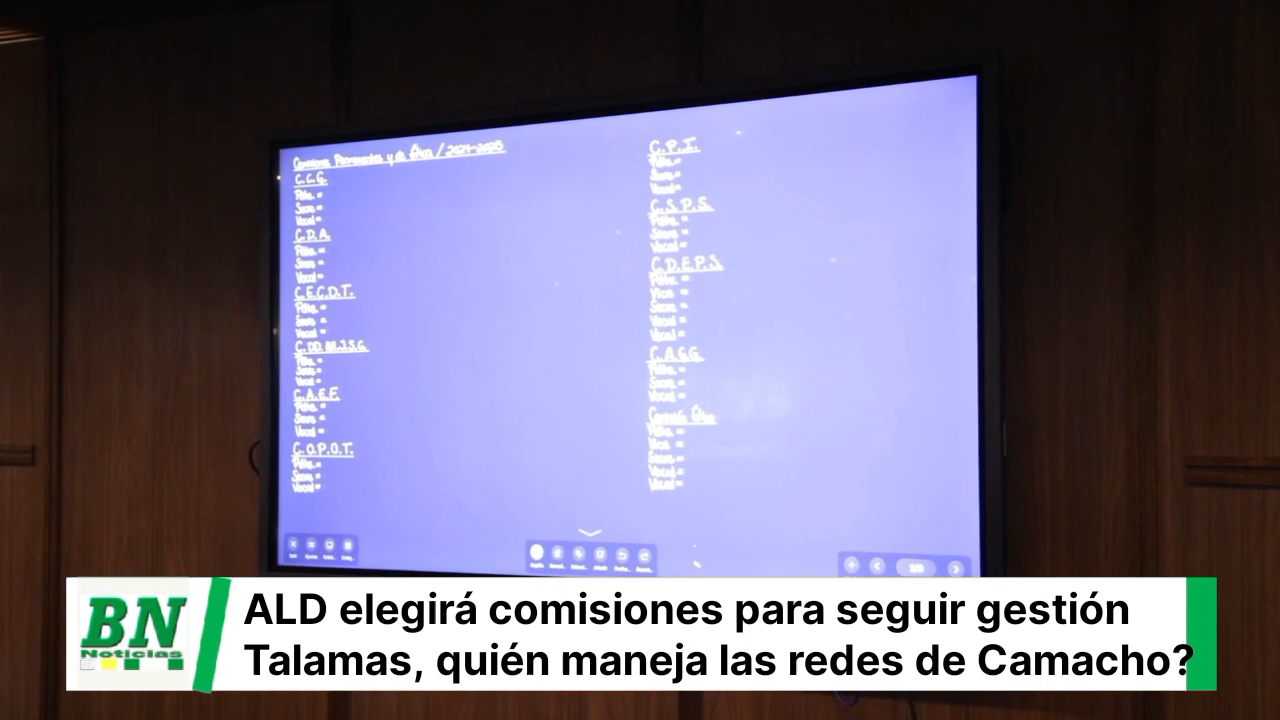 Comisiones Permanentes y de Ética / 2024-2025
C.C.G.
Pdte. =
Secre. =
Vocal =
C.D.A.
Pdte. =
Secre. =
Vocal =
C.E.C.D.T.
Pdte. =
Secre. =
Vocal =
Pdte. =
Secre. =
Vocal =
C.A.E.F.
Pdte. =
Secre. =
Vocal =
C.O.P.O.T.
Pdte. =
Secre. =
Vocal =
C.P.I.
Pdte. =
Secre. =
Vocal =
C.S.P.S.
Pdte. =
Secre. =
Vocal =
C.D.E.P.S.
Pdte. =
Vice =
Secre. =
Vocal =
Vocal =
C.A.G.G.
Pdte. =
Secre. =
Vocal =
Comisión Ética
Pdte. =
Vice =
Secre. =
Vocal =
Vocal =
BN
Noticias
ALD elegirá comisiones para seguir gestión
Talamas, quién maneja las redes de Camacho?